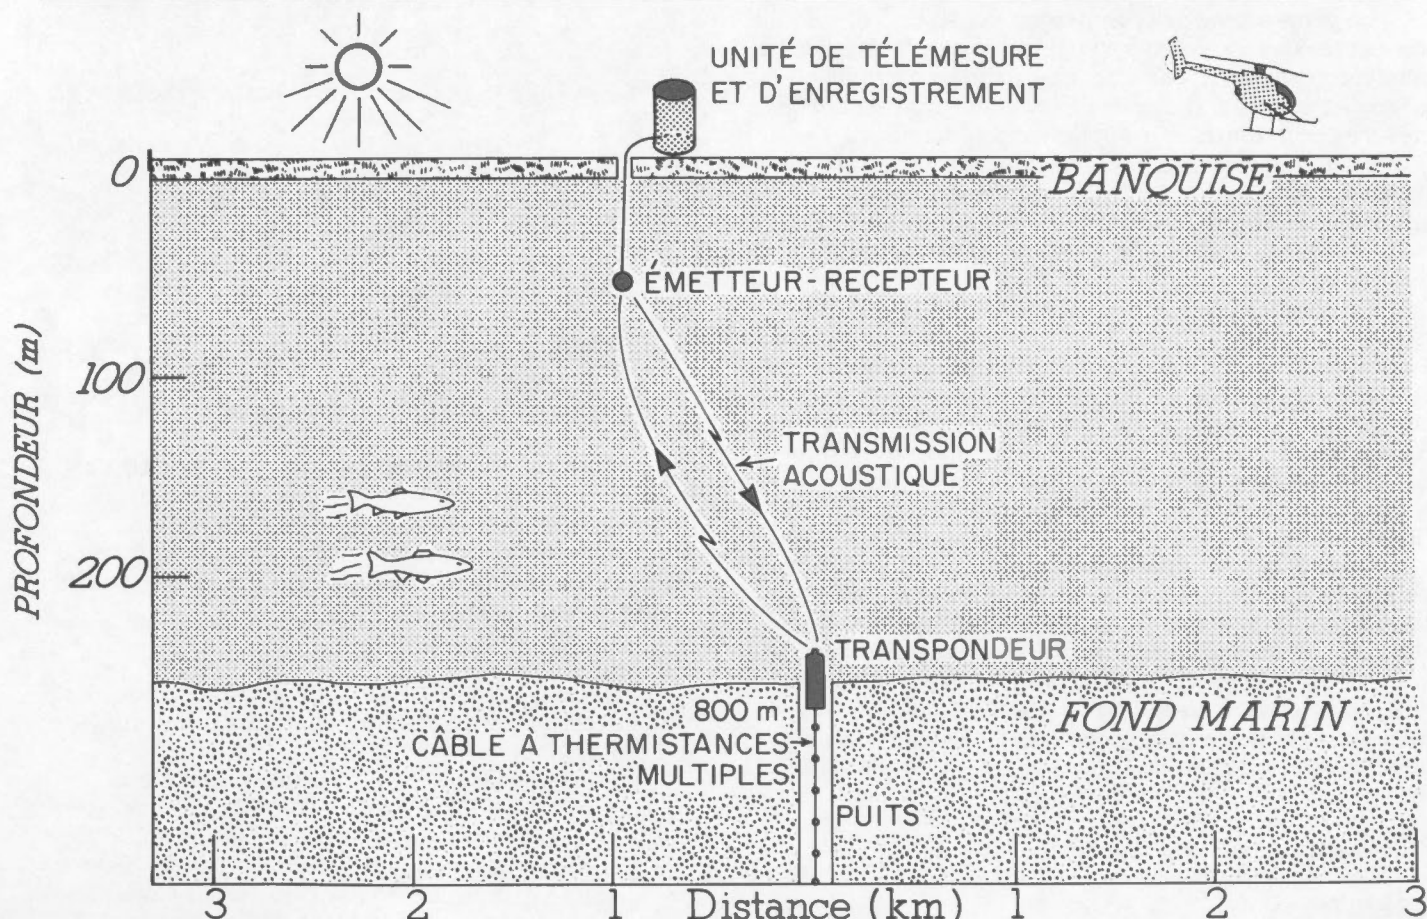 UNITÉ DE TÉLÉMESURE
ET D'ENREGISTREMENT
0
BANQUISE
ÉMETTEUR-RECEPTEUR
PROFONDEUR (m)
100
TRANSMISSION
ACOUSTIQUE
200
TRANSPONDEUR
800 m
FOND MARIN
CÂBLE À THERMISTANCES
MULTIPLES
PUITS
3 2 1 Distance (km) 1 2 3